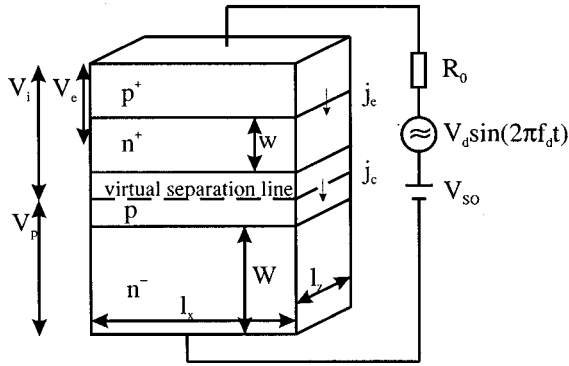 V_i
V_e
p⁺
j_e
R_0
n⁺
w
V_d sin(2πf_d t)
j_c
virtual separation line
V_SO
V_p
p
W
l_z
n⁻
l_x